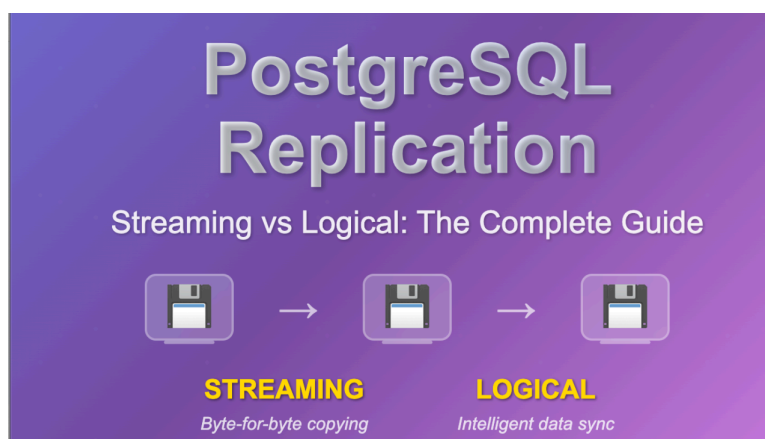 PostgreSQL
Replication
Streaming vs Logical: The Complete Guide
→ →
STREAMING LOGICAL
Byte-for-byte copying Intelligent data sync